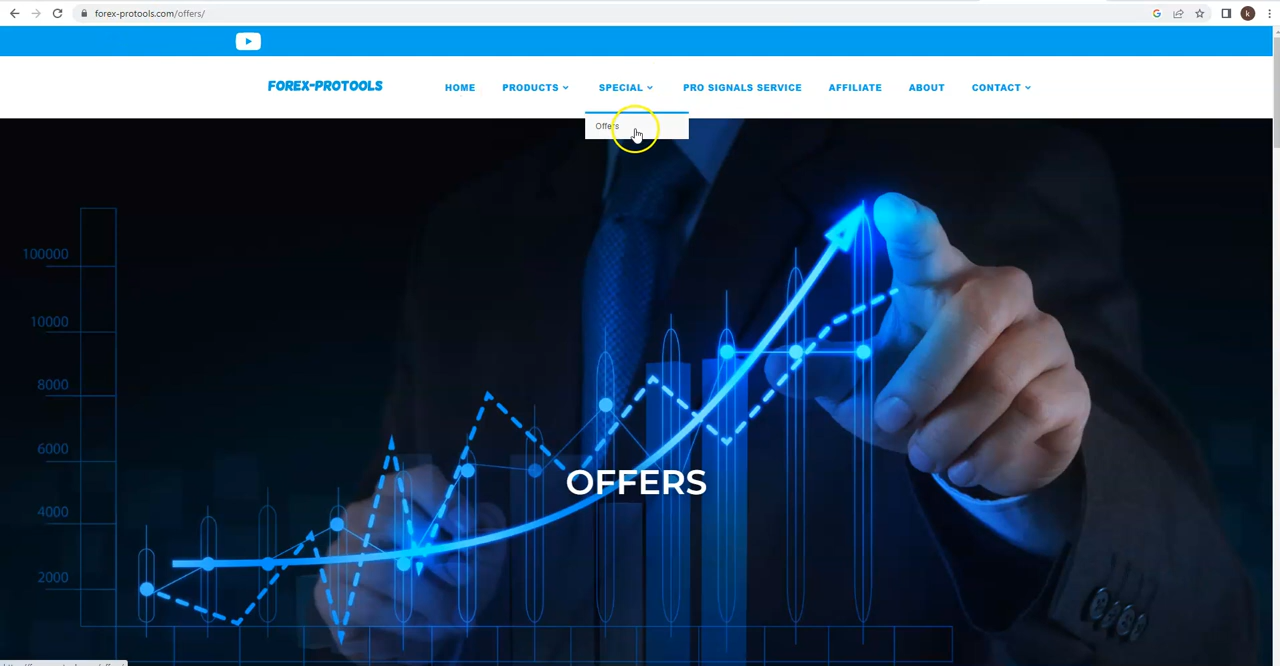 forex-protools.com/offers/
k
FOREX-PROTOOLS
HOME
PRODUCTS
SPECIAL
PRO SIGNALS SERVICE
AFFILIATE
ABOUT
CONTACT
Offers
100000
10000
8000
6000
4000
2000
OFFERS